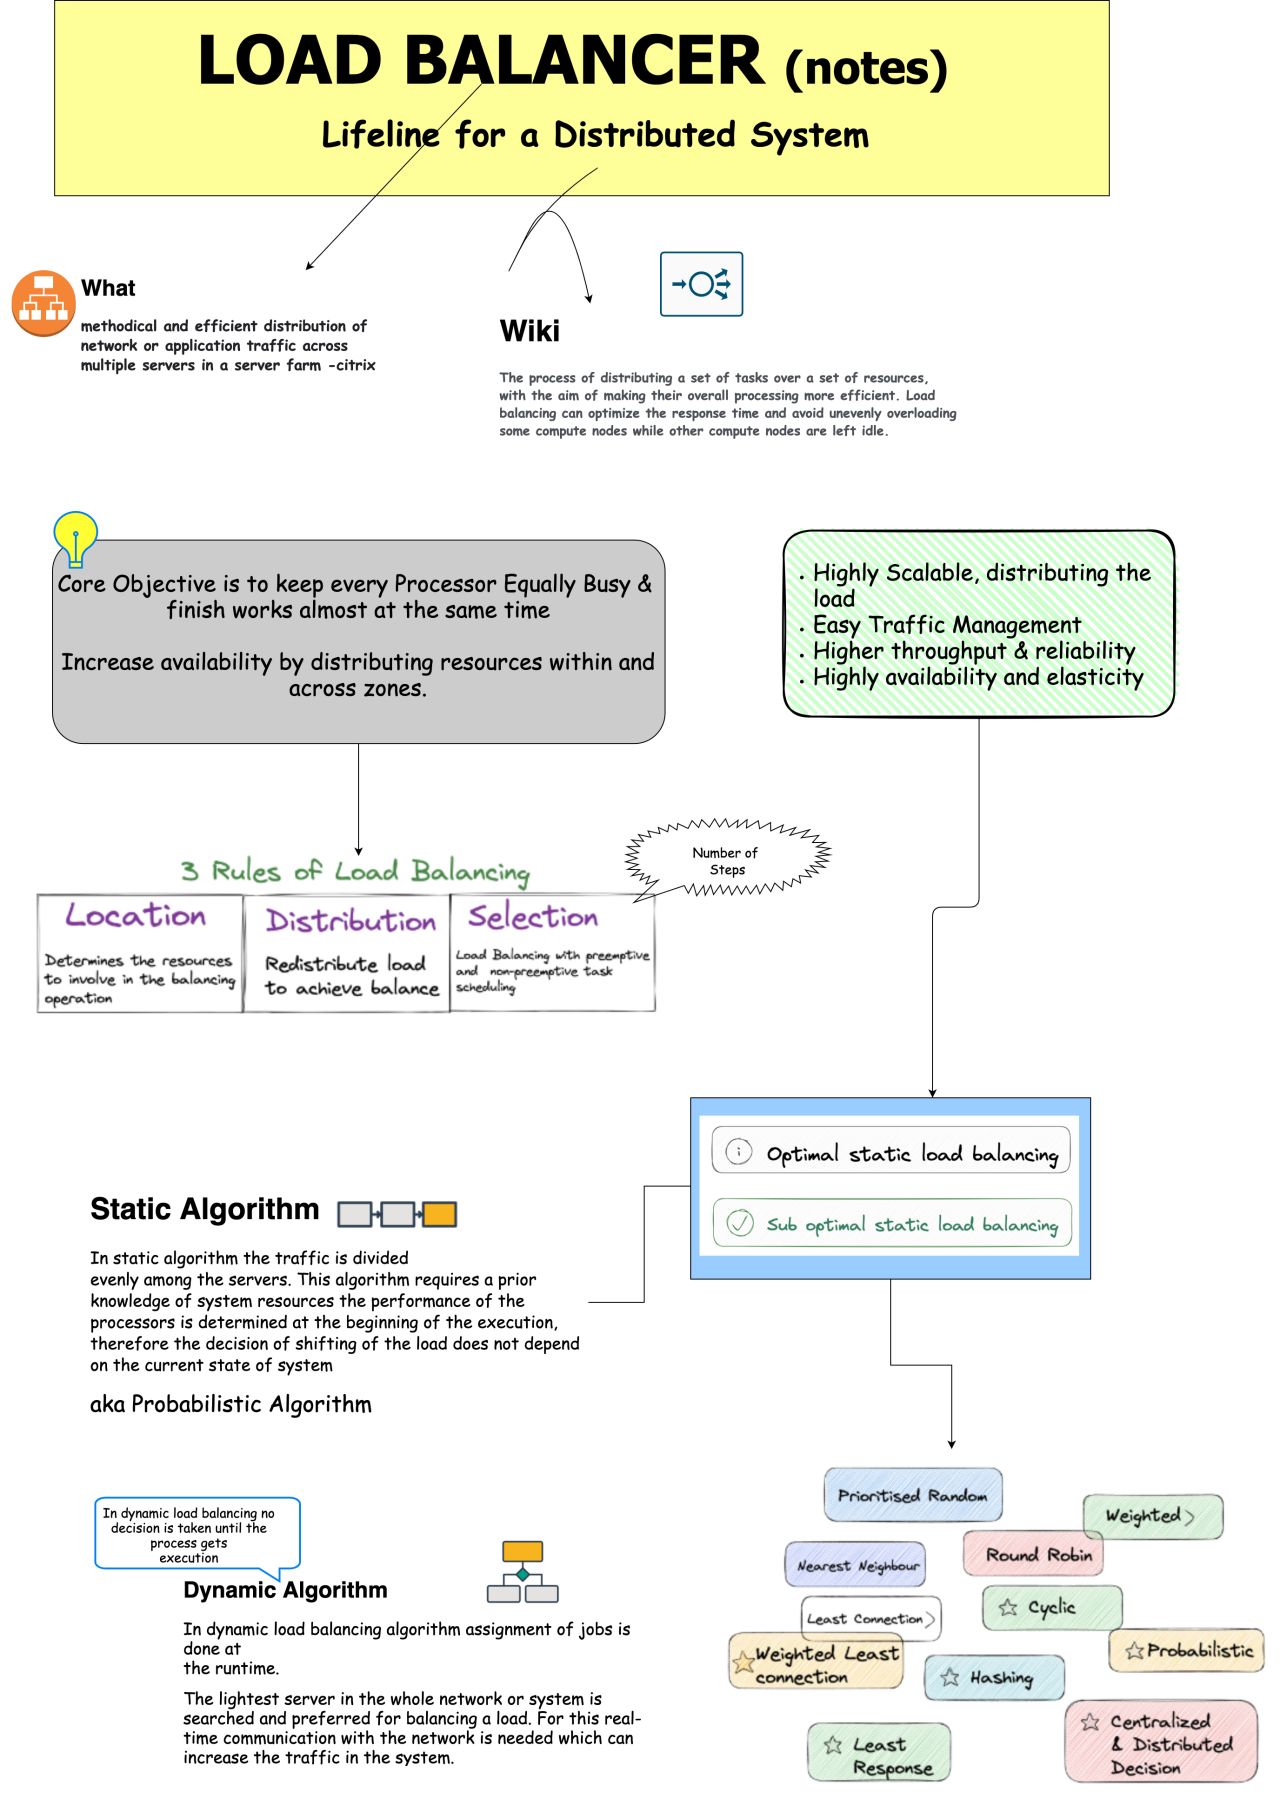 LOAD BALANCER (notes)
Lifeline for a Distributed System
What
methodical and efficient distribution of
network or application traffic across
multiple servers in a server farm -citrix
Wiki
The process of distributing a set of tasks over a set of resources,
with the aim of making their overall processing more efficient. Load
balancing can optimize the response time and avoid unevenly overloading
some compute nodes while other compute nodes are left idle.
Core Objective is to keep every Processor Equally Busy &
finish works almost at the same time
Increase availability by distributing resources within and
across zones.
• Highly Scalable, distributing the
load
• Easy Traffic Management
• Higher throughput & reliability
• Highly availability and elasticity
Number of
Steps
3 Rules of Load Balancing
Location
Determines the resources
to involve in the balancing
operation
Distribution
Redistribute load
to achieve balance
Selection
Load Balancing with preemptive
and non-preemptive task
scheduling
Optimal static load balancing
Sub optimal static load balancing
Static Algorithm
In static algorithm the traffic is divided
evenly among the servers. This algorithm requires a prior
knowledge of system resources the performance of the
processors is determined at the beginning of the execution,
therefore the decision of shifting of the load does not depend
on the current state of system
aka Probabilistic Algorithm
In dynamic load balancing no
decision is taken until the
process gets
execution
Dynamic Algorithm
In dynamic load balancing algorithm assignment of jobs is
done at
the runtime.
The lightest server in the whole network or system is
searched and preferred for balancing a load. For this real-
time communication with the network is needed which can
increase the traffic in the system.
Prioritised Random
Weighted
Round Robin
Nearest Neighbour
Cyclic
Least Connection
Probabilistic
Weighted Least
connection
Hashing
Centralized
& Distributed
Decision
Least
Response